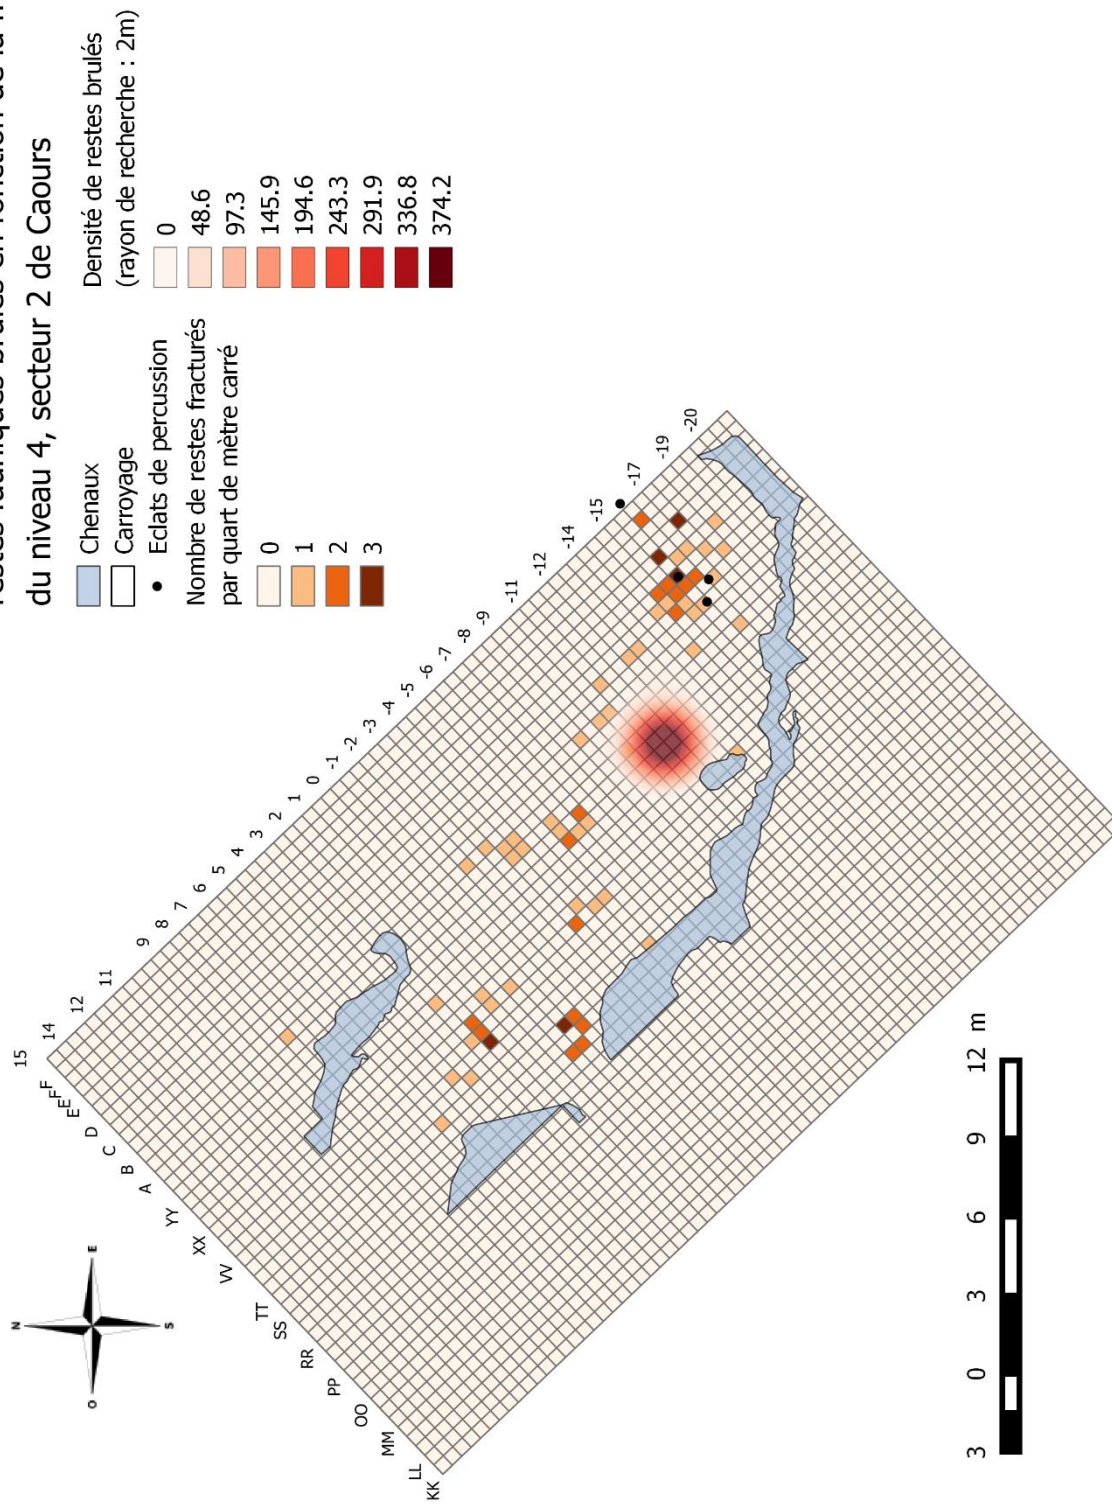 restes fauniques brulés en fonction de la
du niveau 4, secteur 2 de Caours
Chenaux
Carroyage
Eclats de percussion
Nombre de restes fracturés
par quart de mètre carré
0
1
2
3
Densité de restes brulés
(rayon de recherche : 2m)
0
48.6
97.3
145.9
194.6
243.3
291.9
336.8
374.2
N
E
S
O
15
14
12
11
9
8
7
6
5
4
3
2
1
0
-1
-2
-3
-4
-5
-6
-7
-8
-9
-11
-12
-14
-15
-17
-19
-20
F
F
E
E
D
C
B
A
YY
XX
VV
TT
SS
RR
PP
OO
MM
LL
KK
3 0 3 6 9 12 m